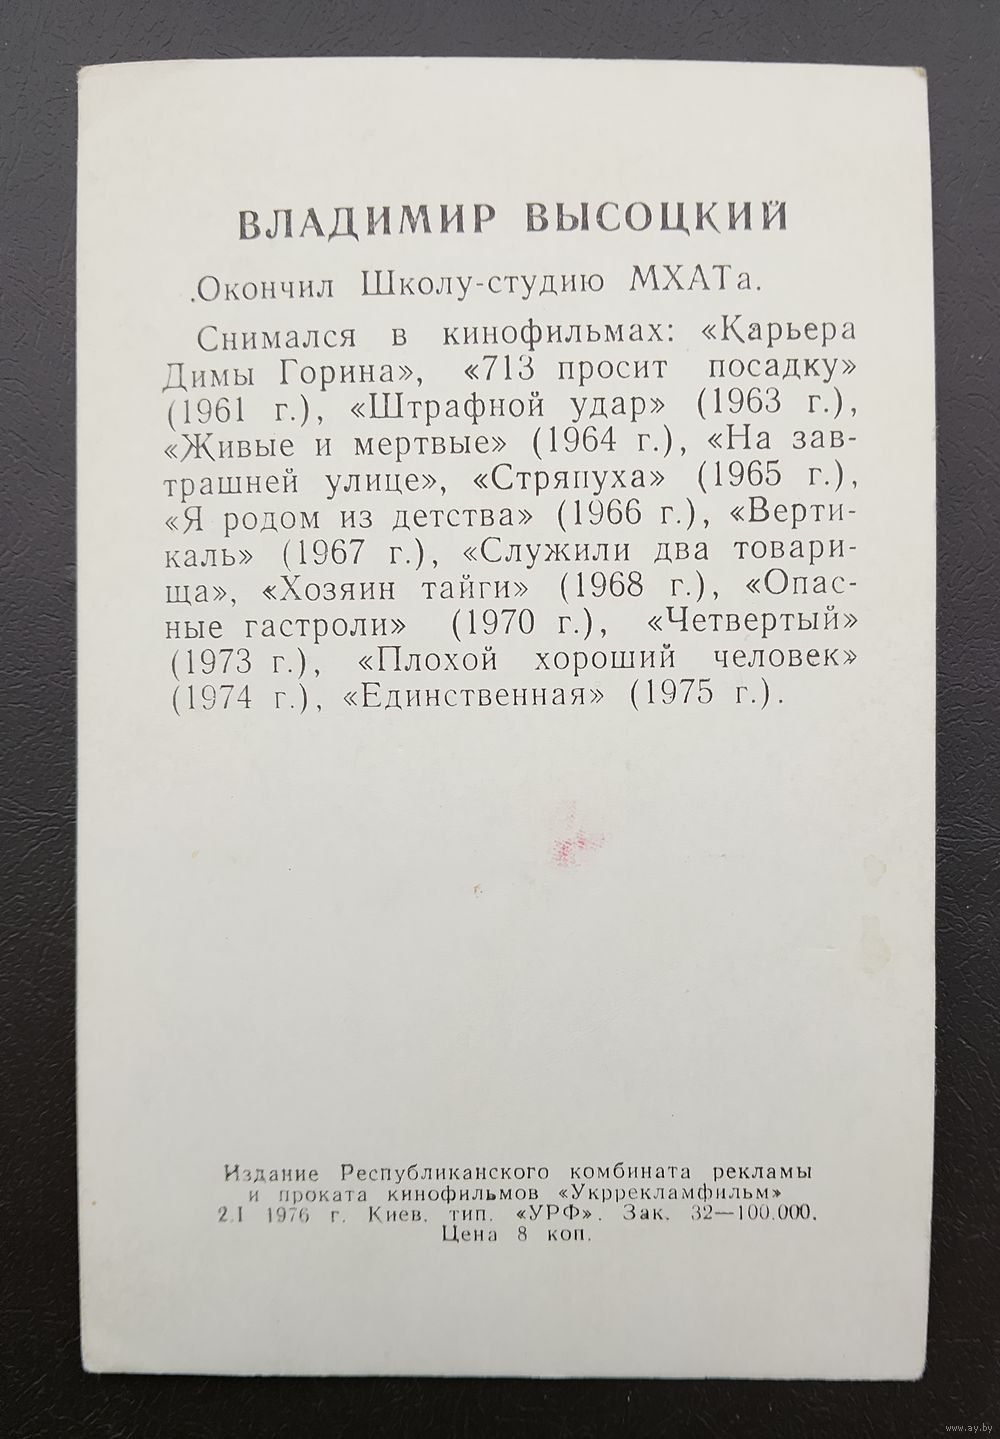 ВЛАДИМИР ВЫСОЦКИЙ
.Окончил Школу-студию МХАТа.
Снимался в кинофильмах: «Карьера
Димы Горина», «713 просит посадку»
(1961 г.), «Штрафной удар» (1963 г.),
«Живые и мертвые» (1964 г.), «На зав-
трашней улице», «Стряпуха» (1965 г.),
«Я родом из детства» (1966 г.), «Верти-
каль» (1967 г.), «Служили два товари-
ща», «Хозяин тайги» (1968 г.), «Опас-
ные гастроли» (1970 г.), «Четвертый»
(1973 г.), «Плохой хороший человек»
(1974 г.), «Единственная» (1975 г.).
Издание Республиканского комбината рекламы
и проката кинофильмов «Укррекламфильм»
2.I 1976 г. Киев. тип. «УРФ». Зак. 32—100.000.
Цена 8 коп.
www.ay.by